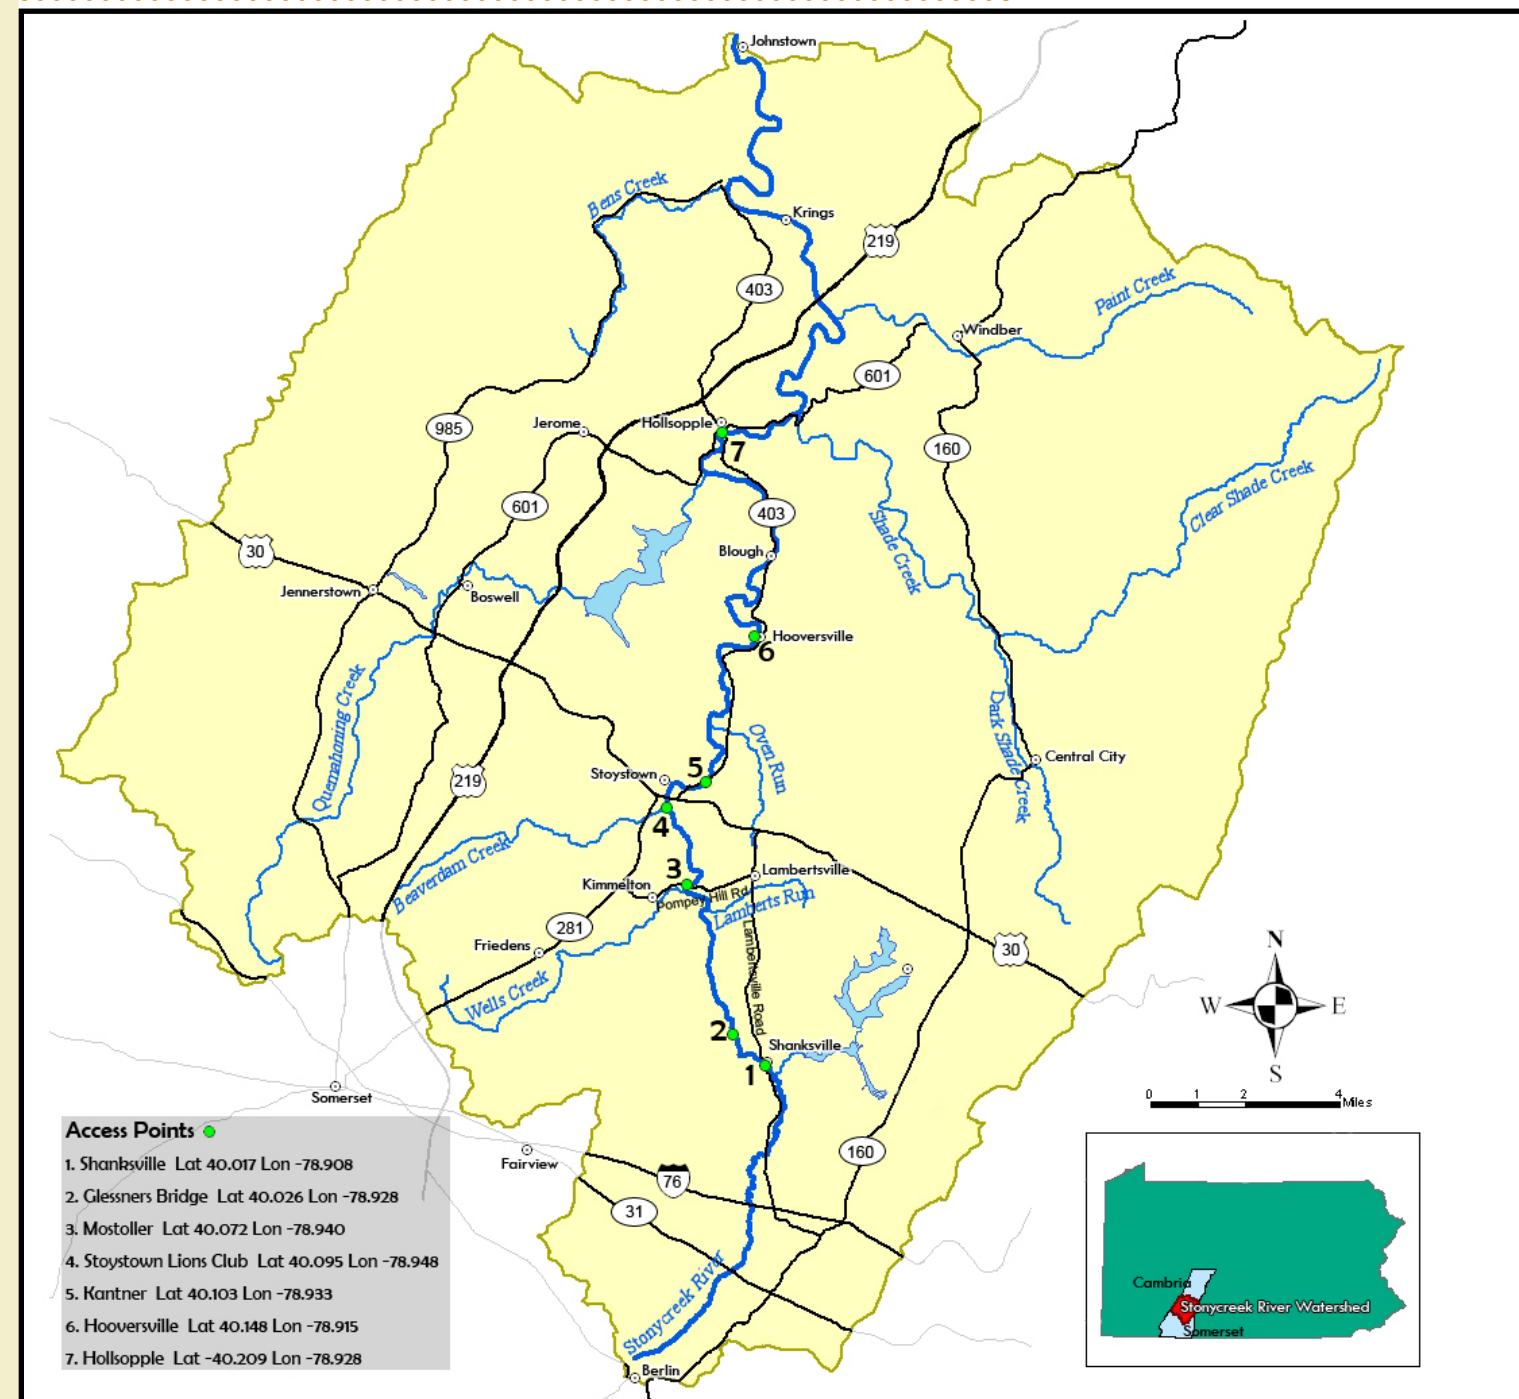 Johnstown
Bens Creek
Krings
219
403
Paint Creek
Windber
601
985
Jerome
Hollsopple
7
160
Clear Shade Creek
601
403
Shade Creek
30
Blough
Jennerstown
Boswell
Hooversville
6
Quemahoning Creek
Dark Shade Creek
Oven Run
Central City
219
Stoystown
5
4
Beaverdam Creek
3
Lambertsville
Kimmelton
Pompey Hill Rd
Lamberts Run
281
Friedens
Lambertsville Road
30
Wells Creek
N
W
E
S
2
Shanksville
1
0 2 4 Miles
Somerset
Fairview
160
76
31
Stonycreek River
Berlin
Access Points
1. Shanksville Lat 40.017 Lon -78.908
2. Glessners Bridge Lat 40.026 Lon -78.928
3. Mostoller Lat 40.072 Lon -78.940
4. Stoystown Lions Club Lat 40.095 Lon -78.948
5. Kantner Lat 40.103 Lon -78.933
6. Hooversville Lat 40.148 Lon -78.915
7. Hollsopple Lat -40.209 Lon -78.928
Cambria
Stonycreek River Watershed
Somerset